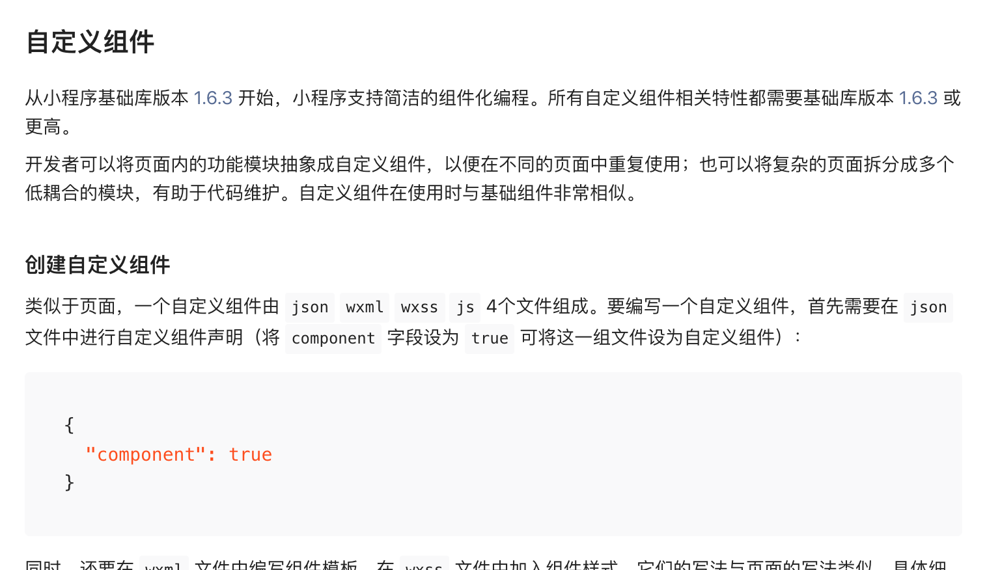 自定义组件
从小程序基础库版本 1.6.3 开始，小程序支持简洁的组件化编程。所有自定义组件相关特性都需要基础库版本 1.6.3 或
更高。
开发者可以将页面内的功能模块抽象成自定义组件，以便在不同的页面中重复使用；也可以将复杂的页面拆分成多个
低耦合的模块，有助于代码维护。自定义组件在使用时与基础组件非常相似。
创建自定义组件
类似于页面，一个自定义组件由 json wxml wxss js 4个文件组成。要编写一个自定义组件，首先需要在 json
文件中进行自定义组件声明（将 component 字段设为 true 可将这一组文件设为自定义组件）：
{
  "component": true
}
同时，还要在 wxml 文件中编写组件模板，在 wxss 文件中加入组件样式，它们的写法与页面的写法类似。具体细